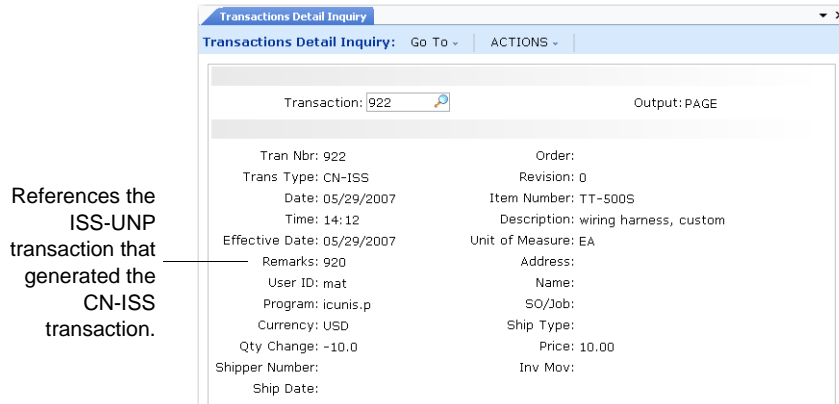 Transactions Detail Inquiry
Transactions Detail Inquiry: Go To ACTIONS
Transaction: 922 Output: PAGE
Tran Nbr: 922 Order:
Trans Type: CN-ISS Revision: 0
Date: 05/29/2007 Item Number: TT-500S
Time: 14:12 Description: wiring harness, custom
Effective Date: 05/29/2007 Unit of Measure: EA
Remarks: 920 Address:
User ID: mat Name:
Program: icunis.p SO/Job:
Currency: USD Ship Type:
Qty Change: -10.0 Price: 10.00
Shipper Number: Inv Mov:
Ship Date:
References the
ISS-UNP
transaction that
generated the
CN-ISS
transaction.